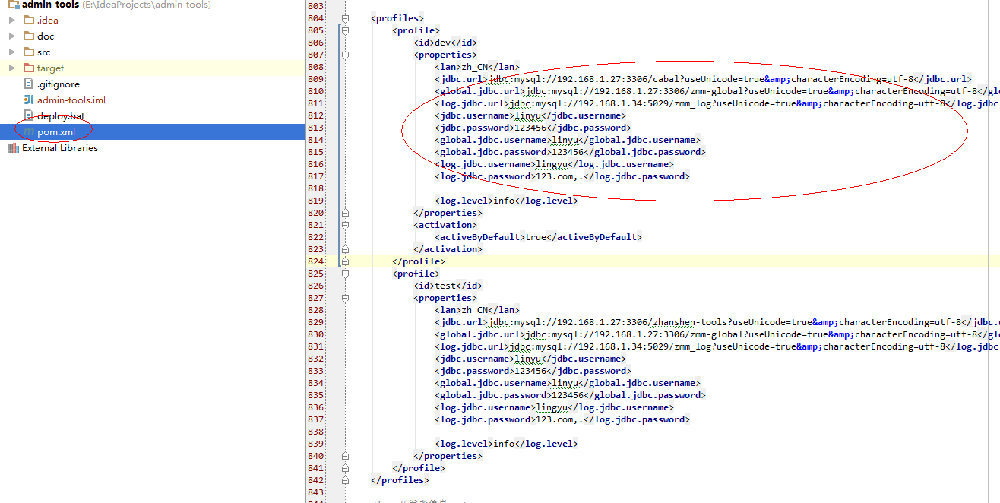 admin-tools (E:\IdeaProjects\admin-tools)
.idea
doc
src
target
.gitignore
admin-tools.iml
deploy.bat
pom.xml
External Libraries
803
804 <profiles>
805 <profile>
806 <id>dev</id>
807 <properties>
808 <lan>zh_CN</lan>
809 <jdbc.url>jdbc:mysql://192.168.1.27:3306/cabal?useUnicode=true&amp;characterEncoding=utf-8</jdbc.url>
810 <global.jdbc.url>jdbc:mysql://192.168.1.27:3306/zmm-global?useUnicode=true&amp;characterEncoding=utf-8</glo
811 <log.jdbc.url>jdbc:mysql://192.168.1.34:5029/zmm_log?useUnicode=true&amp;characterEncoding=utf-8</log.jdbc
812 <jdbc.username>linyu</jdbc.username>
813 <jdbc.password>123456</jdbc.password>
814 <global.jdbc.username>linyu</global.jdbc.username>
815 <global.jdbc.password>123456</global.jdbc.password>
816 <log.jdbc.username>lingyu</log.jdbc.username>
817 <log.jdbc.password>123.com,.</log.jdbc.password>
818
819 <log.level>info</log.level>
820 </properties>
821 <activation>
822 <activeByDefault>true</activeByDefault>
823 </activation>
824 </profile>
825 <profile>
826 <id>test</id>
827 <properties>
828 <lan>zh_CN</lan>
829 <jdbc.url>jdbc:mysql://192.168.1.27:3306/zhanshen-tools?useUnicode=true&amp;characterEncoding=utf-8</jdbc.u
830 <global.jdbc.url>jdbc:mysql://192.168.1.27:3306/zmm-global?useUnicode=true&amp;characterEncoding=utf-8</glo
831 <log.jdbc.url>jdbc:mysql://192.168.1.34:5029/zmm_log?useUnicode=true&amp;characterEncoding=utf-8</log.jdbc
832 <jdbc.username>linyu</jdbc.username>
833 <jdbc.password>123456</jdbc.password>
834 <global.jdbc.username>linyu</global.jdbc.username>
835 <global.jdbc.password>123456</global.jdbc.password>
836 <log.jdbc.username>lingyu</log.jdbc.username>
837 <log.jdbc.password>123.com,.</log.jdbc.password>
838
839 <log.level>info</log.level>
840 </properties>
841 </profile>
842 </profiles>
843